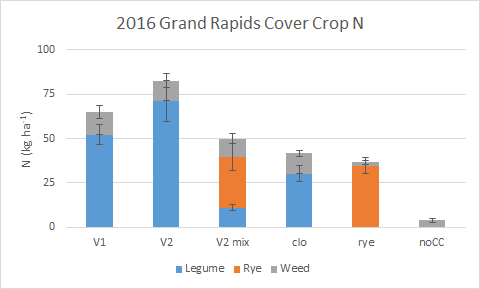 2016 Grand Rapids Cover Crop N
100
75
50
25
0
N (kg ha⁻¹)
V1 V2 V2 mix clo rye noCC
Legume Rye Weed